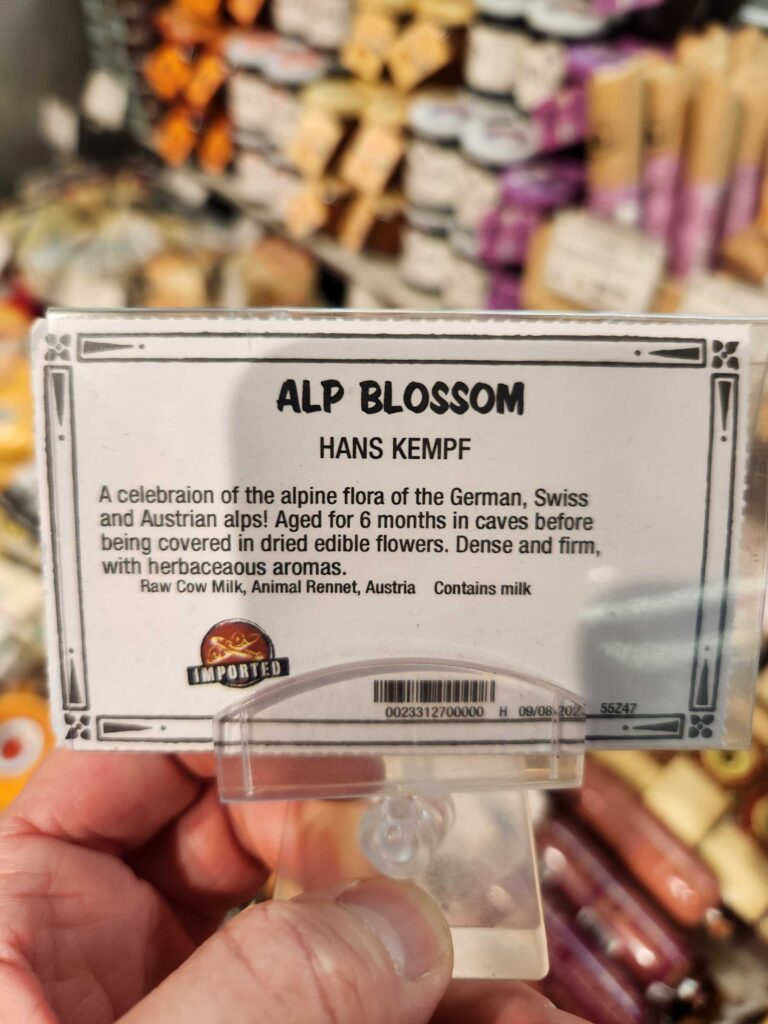 ALP BLOSSOM
HANS KEMPF
A celebraion of the alpine flora of the German, Swiss
and Austrian alps! Aged for 6 months in caves before
being covered in dried edible flowers. Dense and firm,
with herbaceous aromas.
Raw Cow Milk, Animal Rennet, Austria Contains milk
IMPORTED
0023312700000 H 55Z47